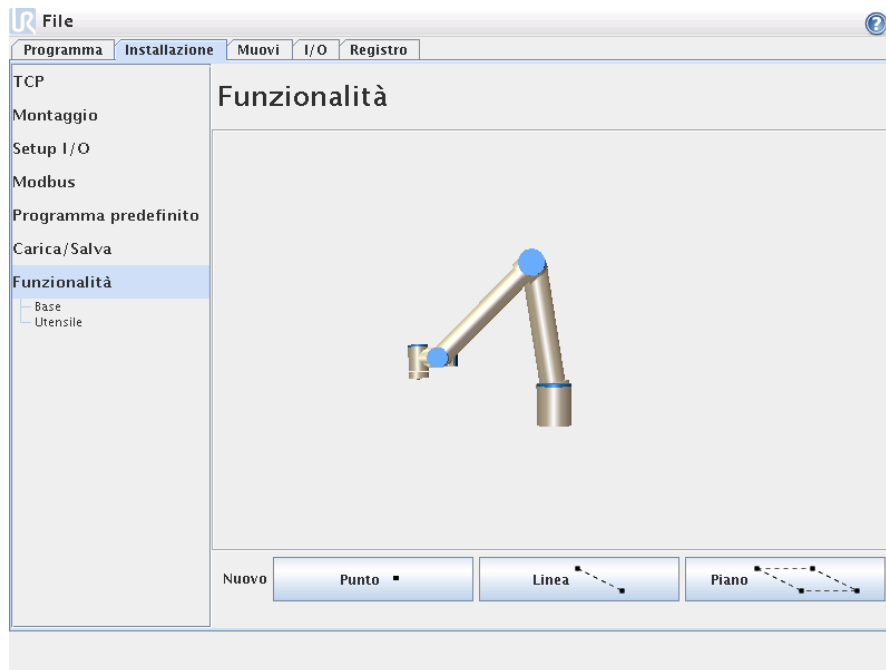 UR File
Programma Installazione Muovi I/O Registro
TCP
Funzionalità
Montaggio
Setup I/O
Modbus
Programma predefinito
Carica/Salva
Funzionalità
Base
Utensile
Nuovo Punto Linea Piano
?